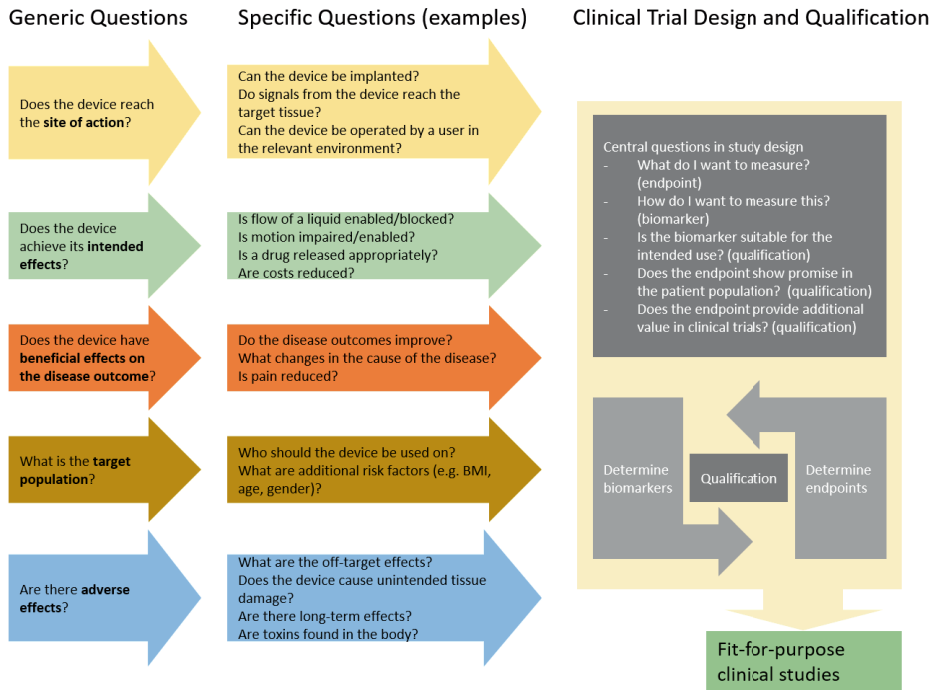 Generic Questions
Specific Questions (examples)
Clinical Trial Design and Qualification
Does the device reach
the site of action?
Can the device be implanted?
Do signals from the device reach the
target tissue?
Can the device be operated by a user in
the relevant environment?
Does the device
achieve its intended
effects?
Is flow of a liquid enabled/blocked?
Is motion impaired/enabled?
Is a drug released appropriately?
Are costs reduced?
Does the device have
beneficial effects on
the disease outcome?
Do the disease outcomes improve?
What changes in the cause of the disease?
Is pain reduced?
What is the target
population?
Who should the device be used on?
What are additional risk factors (e.g. BMI,
age, gender)?
Are there adverse
effects?
What are the off-target effects?
Does the device cause unintended tissue
damage?
Are there long-term effects?
Are toxins found in the body?
Central questions in study design
- What do I want to measure?
(endpoint)
- How do I want to measure this?
(biomarker)
- Is the biomarker suitable for the
intended use? (qualification)
- Does the endpoint show promise in
the patient population? (qualification)
- Does the endpoint provide additional
value in clinical trials? (qualification)
Determine
biomarkers
Qualification
Determine
endpoints
Fit-for-purpose
clinical studies